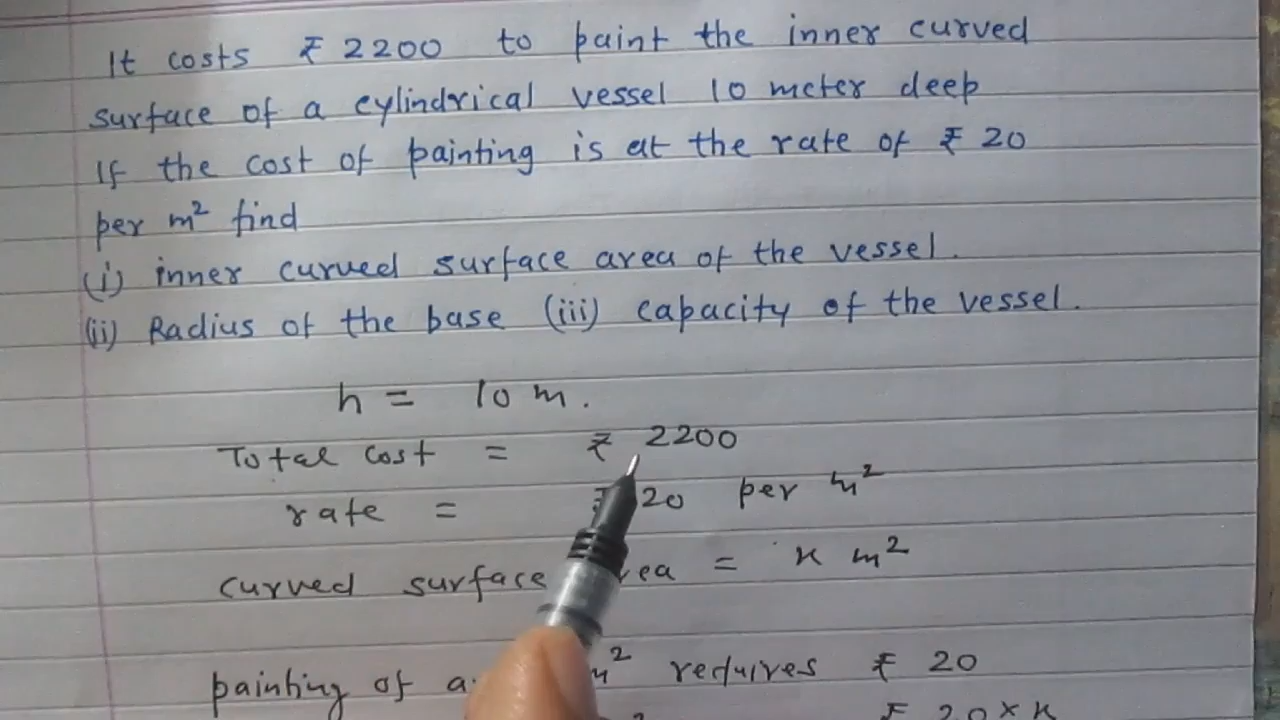 It costs ₹ 2200 to paint the inner curved
surface of a cylindrical vessel 10 meter deep
If the cost of painting is at the rate of ₹ 20
per m² find
(i) inner curved surface area of the vessel.
(ii) Radius of the base (iii) capacity of the vessel.
h = 10 m.
Total cost = ₹ 2200
rate = ₹ 20 per m²
curved surface = x m²
painting of m² requires ₹ 20
₹ 20 × x